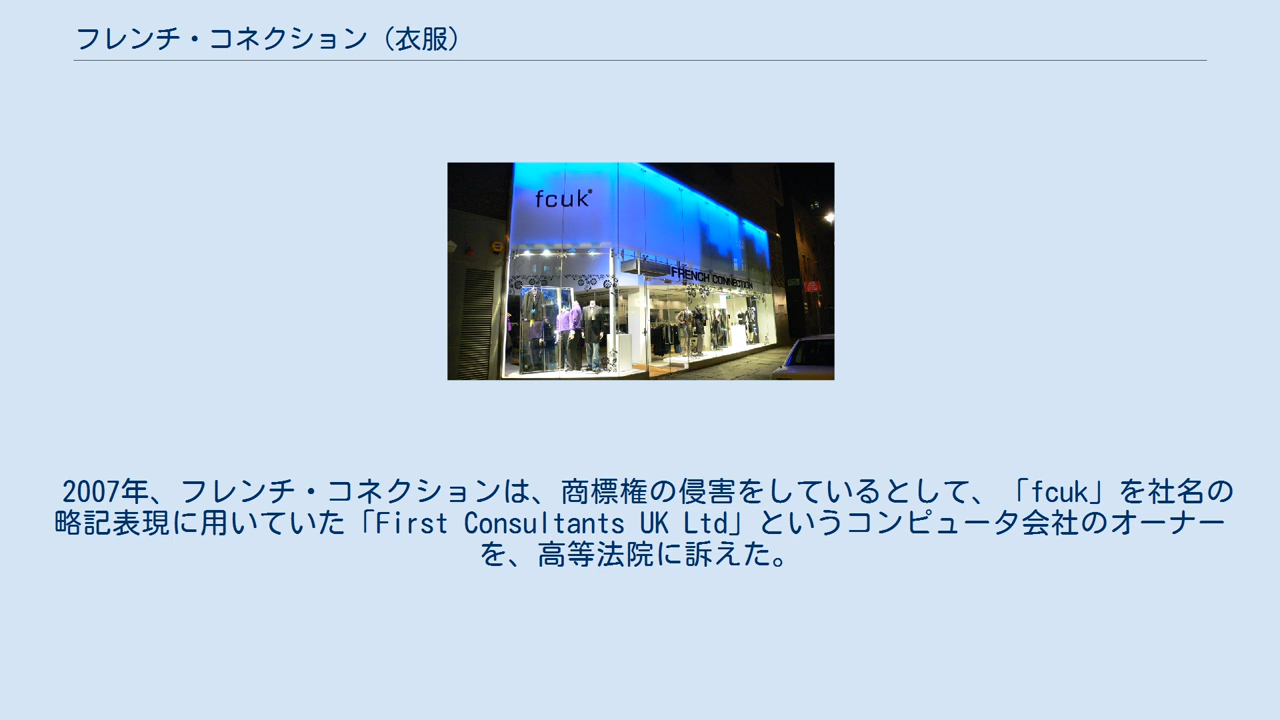 フレンチ・コネクション（衣服）
fcuk
FRENCH CONNECTION
2007年、フレンチ・コネクションは、商標権の侵害をしているとして、「fcuk」を社名の
略記表現に用いていた「First Consultants UK Ltd」というコンピュータ会社のオーナー
を、高等法院に訴えた。